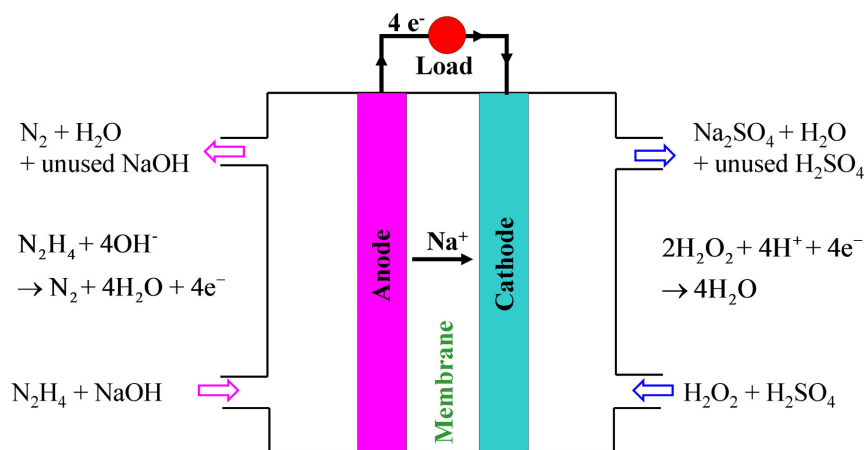 4 e⁻
Load
N₂ + H₂O
+ unused NaOH
Na₂SO₄ + H₂O
+ unused H₂SO₄
N₂H₄ + 4OH⁻
→ N₂ + 4H₂O + 4e⁻
Anode
Na⁺
Cathode
2H₂O₂ + 4H⁺ + 4e⁻
→ 4H₂O
Membrane
N₂H₄ + NaOH
H₂O₂ + H₂SO₄